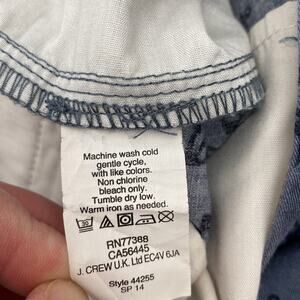 Machine wash cold
gentle cycle,
with like colors.
Non chlorine
bleach only.
Tumble dry low.
Warm iron as needed.
30
RN77388
CA56445
J. CREW U.K. Ltd EC4V 6JA
Style 44255
SP 14